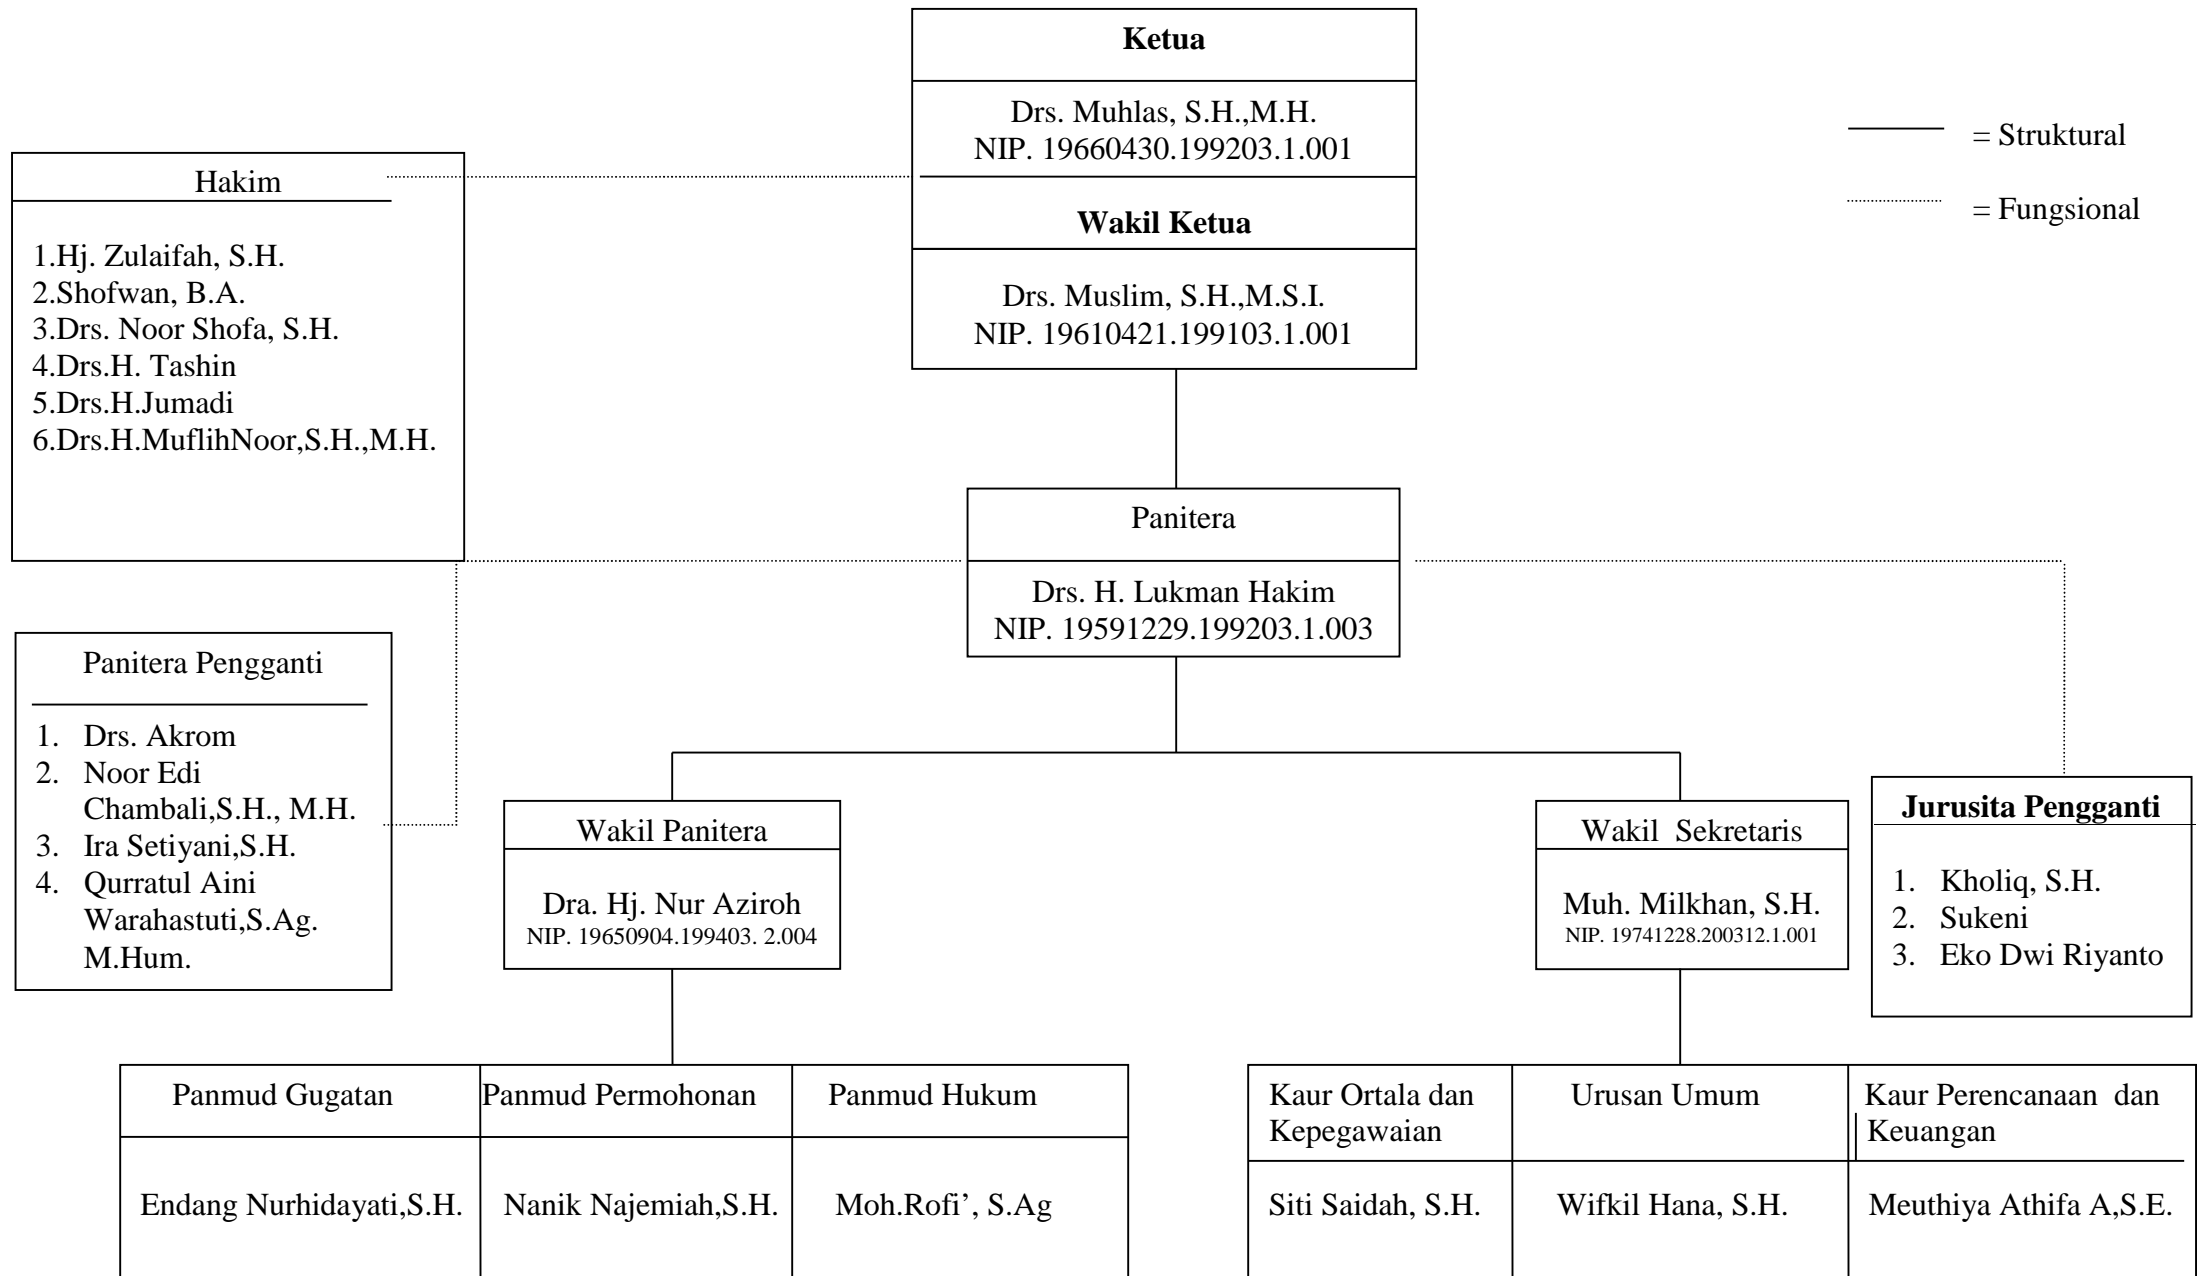 Ketua
Drs. Muhlas, S.H.,M.H.
NIP. 19660430.199203.1.001
Wakil Ketua
Drs. Muslim, S.H.,M.S.I.
NIP. 19610421.199103.1.001
= Struktural
= Fungsional
Hakim
1.Hj. Zulaifah, S.H.
2.Shofwan, B.A.
3.Drs. Noor Shofa, S.H.
4.Drs.H. Tashin
5.Drs.H.Jumadi
6.Drs.H.MuflihNoor,S.H.,M.H.
Panitera
Drs. H. Lukman Hakim
NIP. 19591229.199203.1.003
Panitera Pengganti
1. Drs. Akrom
2. Noor Edi
Chambali,S.H., M.H.
3. Ira Setiyani,S.H.
4. Qurratul Aini
Warahastuti,S.Ag.
M.Hum.
Wakil Panitera
Dra. Hj. Nur Aziroh
NIP. 19650904.199403. 2.004
Wakil Sekretaris
Muh. Milkhan, S.H.
NIP. 19741228.200312.1.001
Jurusita Pengganti
1. Kholiq, S.H.
2. Sukeni
3. Eko Dwi Riyanto
Panmud Gugatan
Endang Nurhidayati,S.H.
Panmud Permohonan
Nanik Najemiah,S.H.
Panmud Hukum
Moh.Rofi’, S.Ag
Kaur Ortala dan
Kepegawaian
Siti Saidah, S.H.
Urusan Umum
Wifkil Hana, S.H.
Kaur Perencanaan dan
Keuangan
Meuthiya Athifa A,S.E.